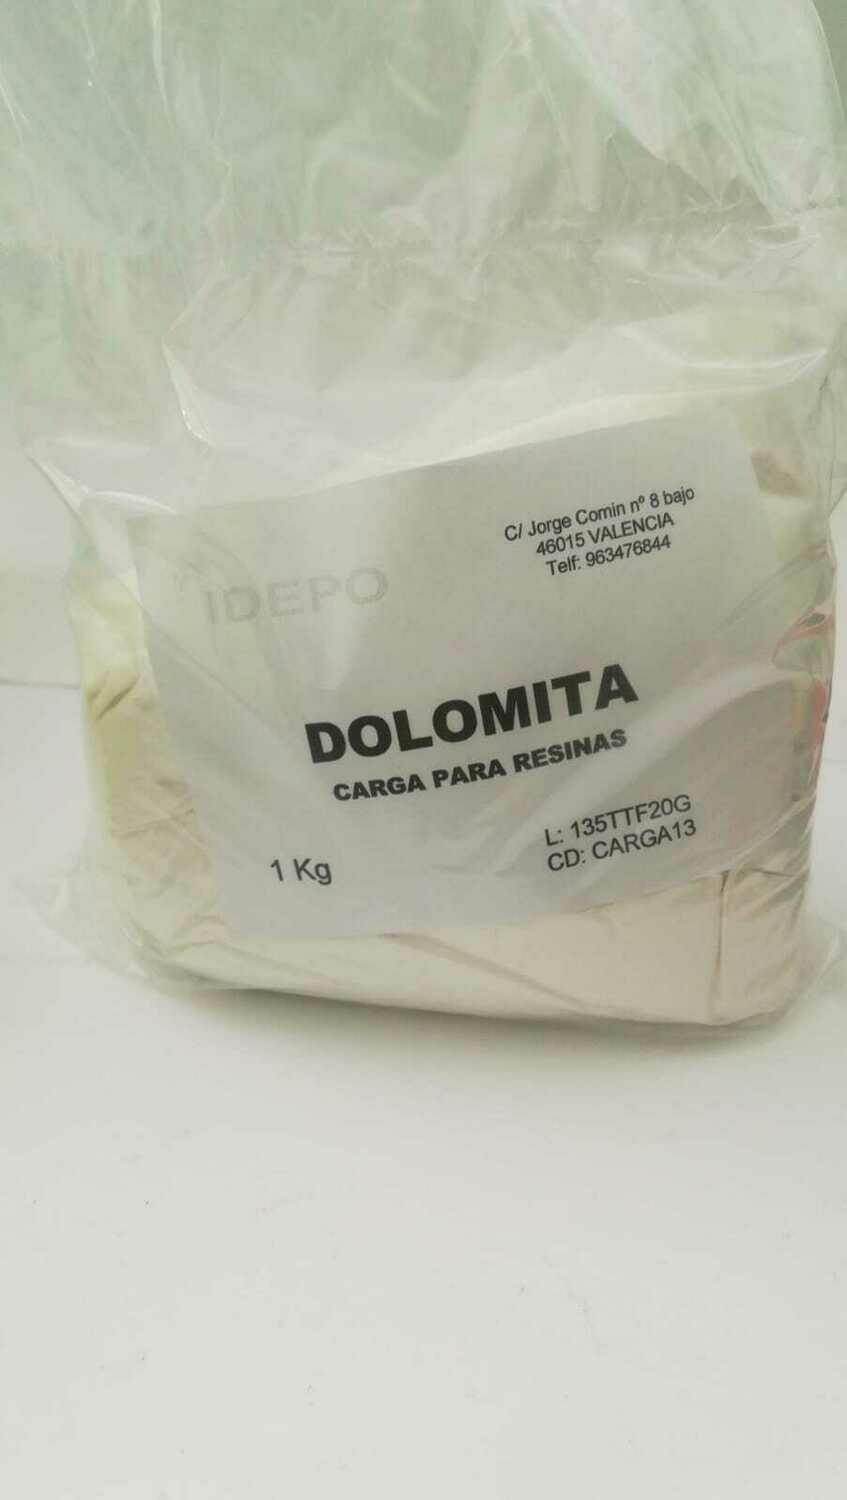 IDEPO
C/ Jorge Comin nº 8 bajo
46015 VALENCIA
Telf: 963476844
DOLOMITA
CARGA PARA RESINAS
1 Kg
L: 135TTF20G
CD: CARGA13